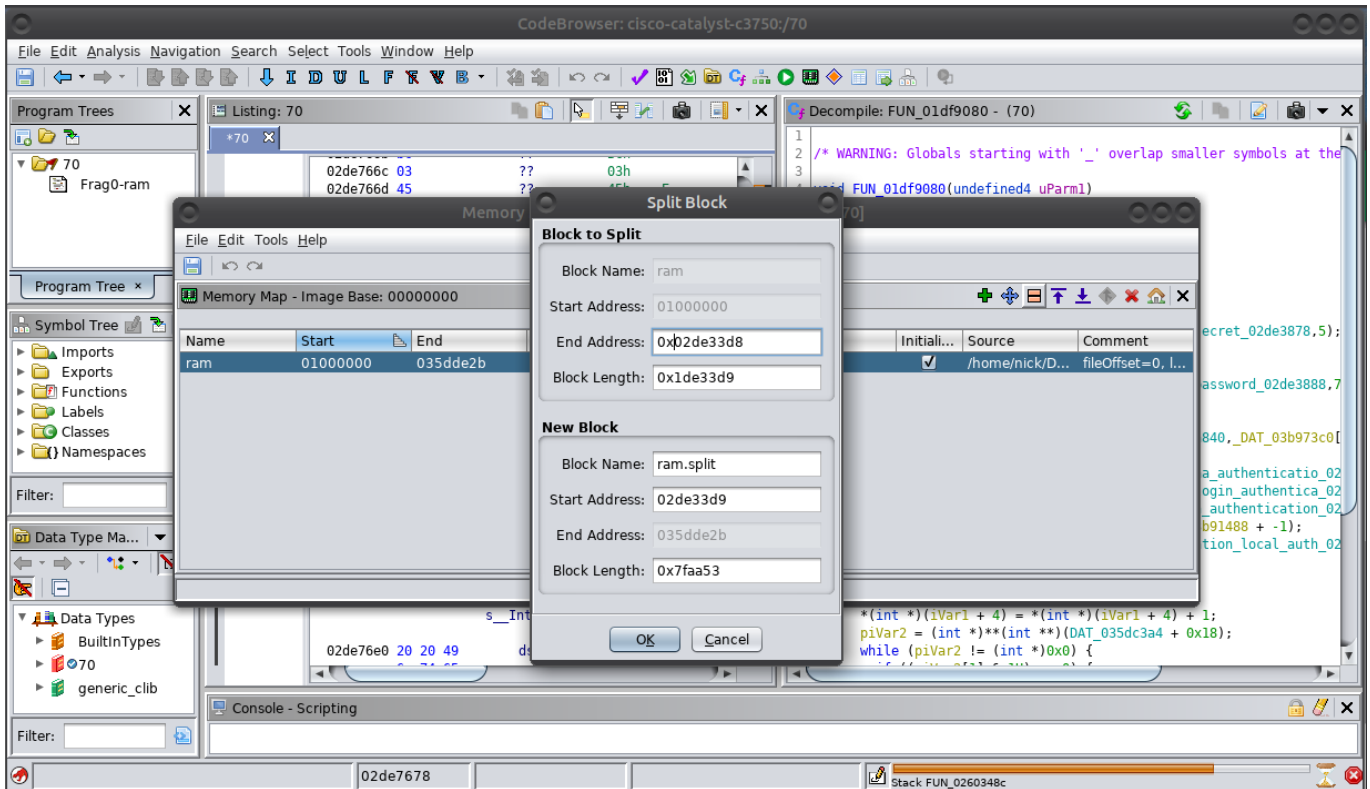 CodeBrowser: cisco-catalyst-c3750:/70
File Edit Analysis Navigation Search Select Tools Window Help
I D U L F R V B
Program Trees
Listing: 70
Decompile: FUN_01df9080 - (70)
*70
70
Frag0-ram
02de766c 03 ?? 03h
02de766d 45 ??
1
2 /* WARNING: Globals starting with '_' overlap smaller symbols at the
3
void FUN_01df9080(undefined4 uParm1)
Memory
70]
Split Block
File Edit Tools Help
Block to Split
Block Name: ram
Start Address: 01000000
End Address: 0x02de33d8
Block Length: 0x1de33d9
New Block
Block Name: ram.split
Start Address: 02de33d9
End Address: 035dde2b
Block Length: 0x7faa53
OK Cancel
Program Tree
Memory Map - Image Base: 00000000
Name Start End Initiali... Source Comment
ram 01000000 035dde2b /home/nick/D... fileOffset=0, l...
Symbol Tree
Imports
Exports
Functions
Labels
Classes
Namespaces
Filter:
ecret_02de3878,5);
assword_02de3888,7
840,_DAT_03b973c0[
a_authenticatio_02
ogin_authentica_02
_authentication_02
b91488 + -1);
tion_local_auth_02
Data Type Ma...
Data Types
BuiltInTypes
70
generic_clib
Filter:
s__Int
02de76e0 20 20 49 ds
*(int *)(iVar1 + 4) = *(int *)(iVar1 + 4) + 1;
piVar2 = (int *)**(int **)(DAT_035dc3a4 + 0x18);
while (piVar2 != (int *)0x0) {
Console - Scripting
02de7678
Stack FUN_0260348c